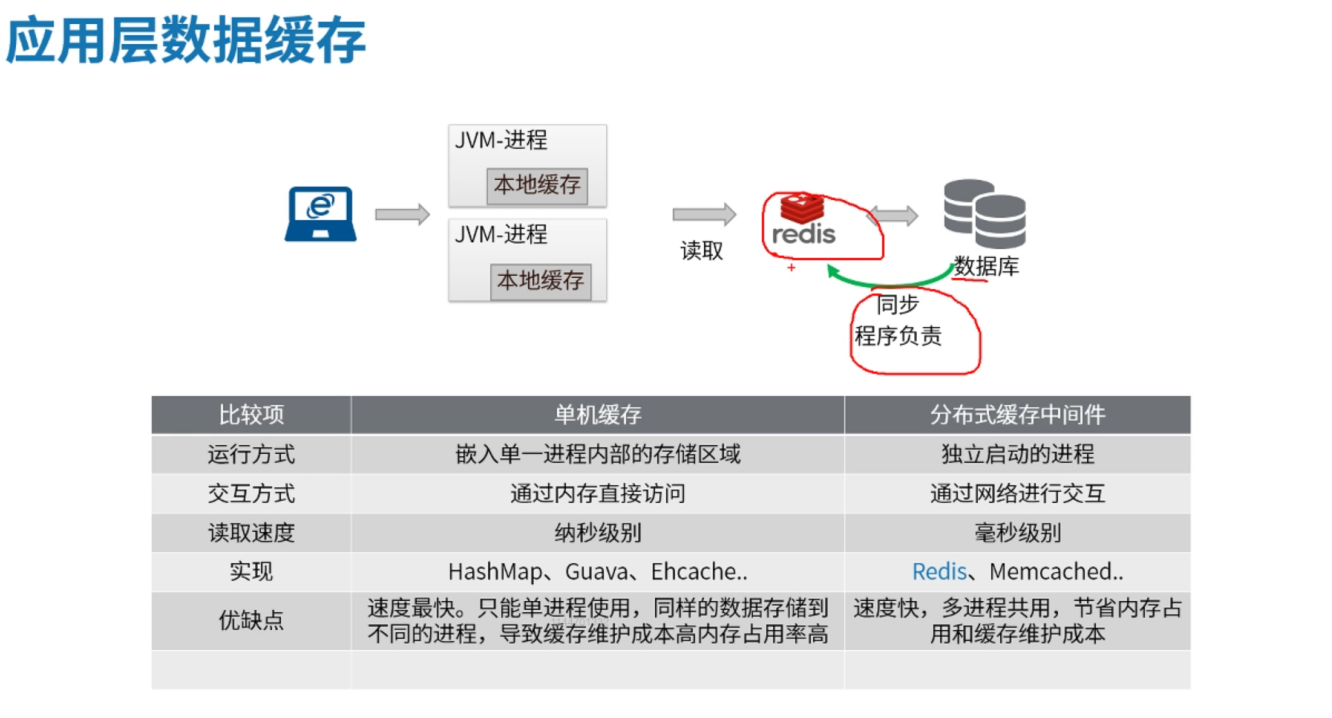 应用层数据缓存
JVM-进程
本地缓存
JVM-进程
本地缓存
读取
redis
数据库
同步
程序负责
比较项 单机缓存 分布式缓存中间件
运行方式 嵌入单一进程内部的存储区域 独立启动的进程
交互方式 通过内存直接访问 通过网络进行交互
读取速度 纳秒级别 毫秒级别
实现 HashMap、Guava、Ehcache.. Redis、Memcached..
优缺点 速度最快。只能单进程使用，同样的数据存储到 速度快，多进程共用，节省内存占
不同的进程，导致缓存维护成本高内存占用率高 用和缓存维护成本